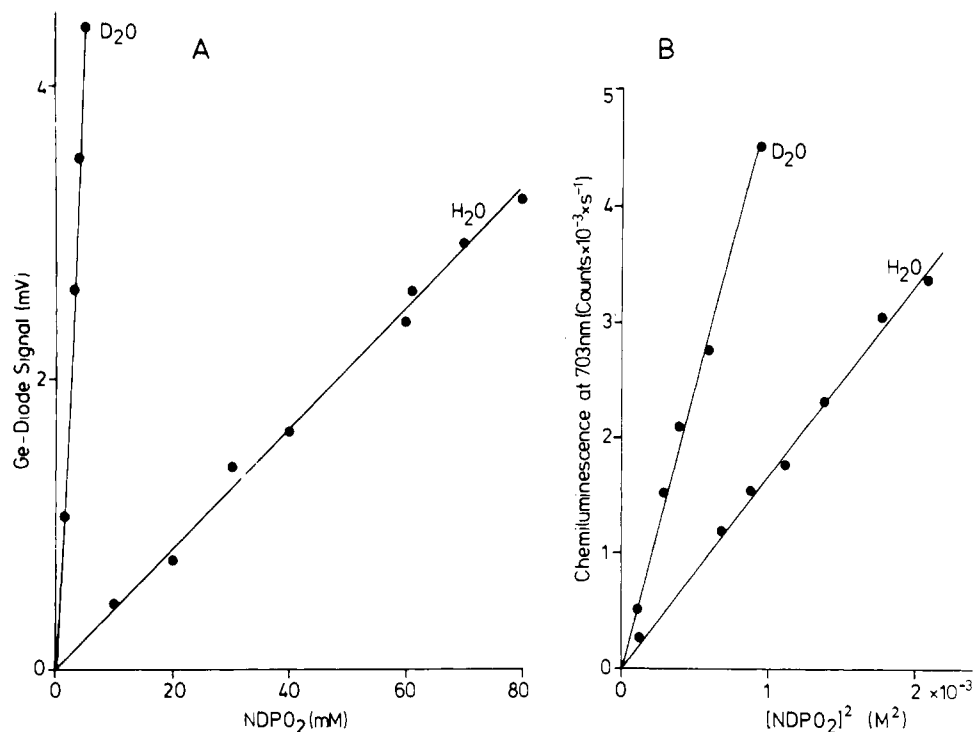 A
D₂O
4
2
0
H₂O
Ge-Diode Signal (mV)
0 20 40 60 80
NDPO₂ (mM)
B
5
4
3
2
1
0
D₂O
H₂O
Chemiluminescence at 703nm (Counts×10⁻³×s⁻¹)
0 1 2 ×10⁻³
[NDPO₂]² (M²)